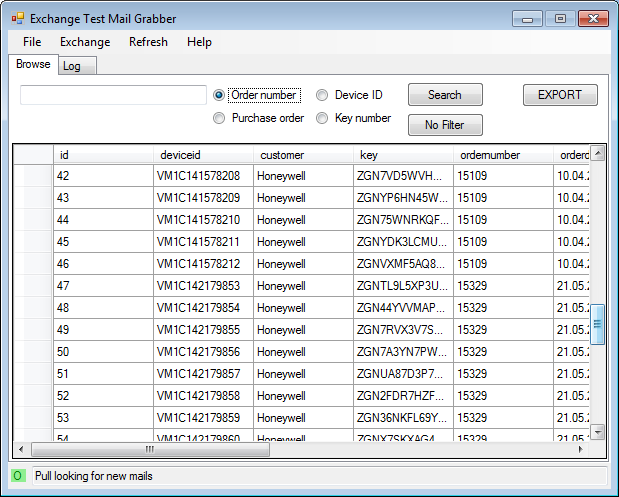 Exchange Test Mail Grabber
File Exchange Refresh Help
Browse Log
Order number Device ID Search EXPORT
Purchase order Key number No Filter
id deviceid customer key ordernumber orderd
42 VM1C141578208 Honeywell ZGN7VD5WVH... 15109 10.04.2
43 VM1C141578209 Honeywell ZGNYP6HN45W... 15109 10.04.2
44 VM1C141578210 Honeywell ZGN75WNRKQF... 15109 10.04.2
45 VM1C141578211 Honeywell ZGNYDK3LCMU... 15109 10.04.2
46 VM1C141578212 Honeywell ZGNVXMF5AQ8... 15109 10.04.2
47 VM1C142179853 Honeywell ZGNTL9L5XP3U... 15329 21.05.2
48 VM1C142179854 Honeywell ZGN44YVVMAP... 15329 21.05.2
49 VM1C142179855 Honeywell ZGN7RVX3V7S... 15329 21.05.2
50 VM1C142179856 Honeywell ZGN7A3YN7PW... 15329 21.05.2
51 VM1C142179857 Honeywell ZGNUA87D3P7... 15329 21.05.2
52 VM1C142179858 Honeywell ZGN2FDR7HZF... 15329 21.05.2
53 VM1C142179859 Honeywell ZGN36NKFL69Y... 15329 21.05.2
54 VM1C142179860 Honeywell ZGNX7SKXAG4... 15329 21.05.2
O Pull looking for new mails